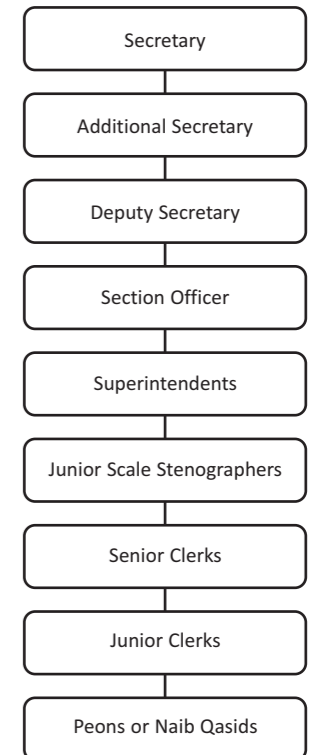 Secretary
Additional Secretary
Deputy Secretary
Section Officer
Superintendents
Junior Scale Stenographers
Senior Clerks
Junior Clerks
Peons or Naib Qasids